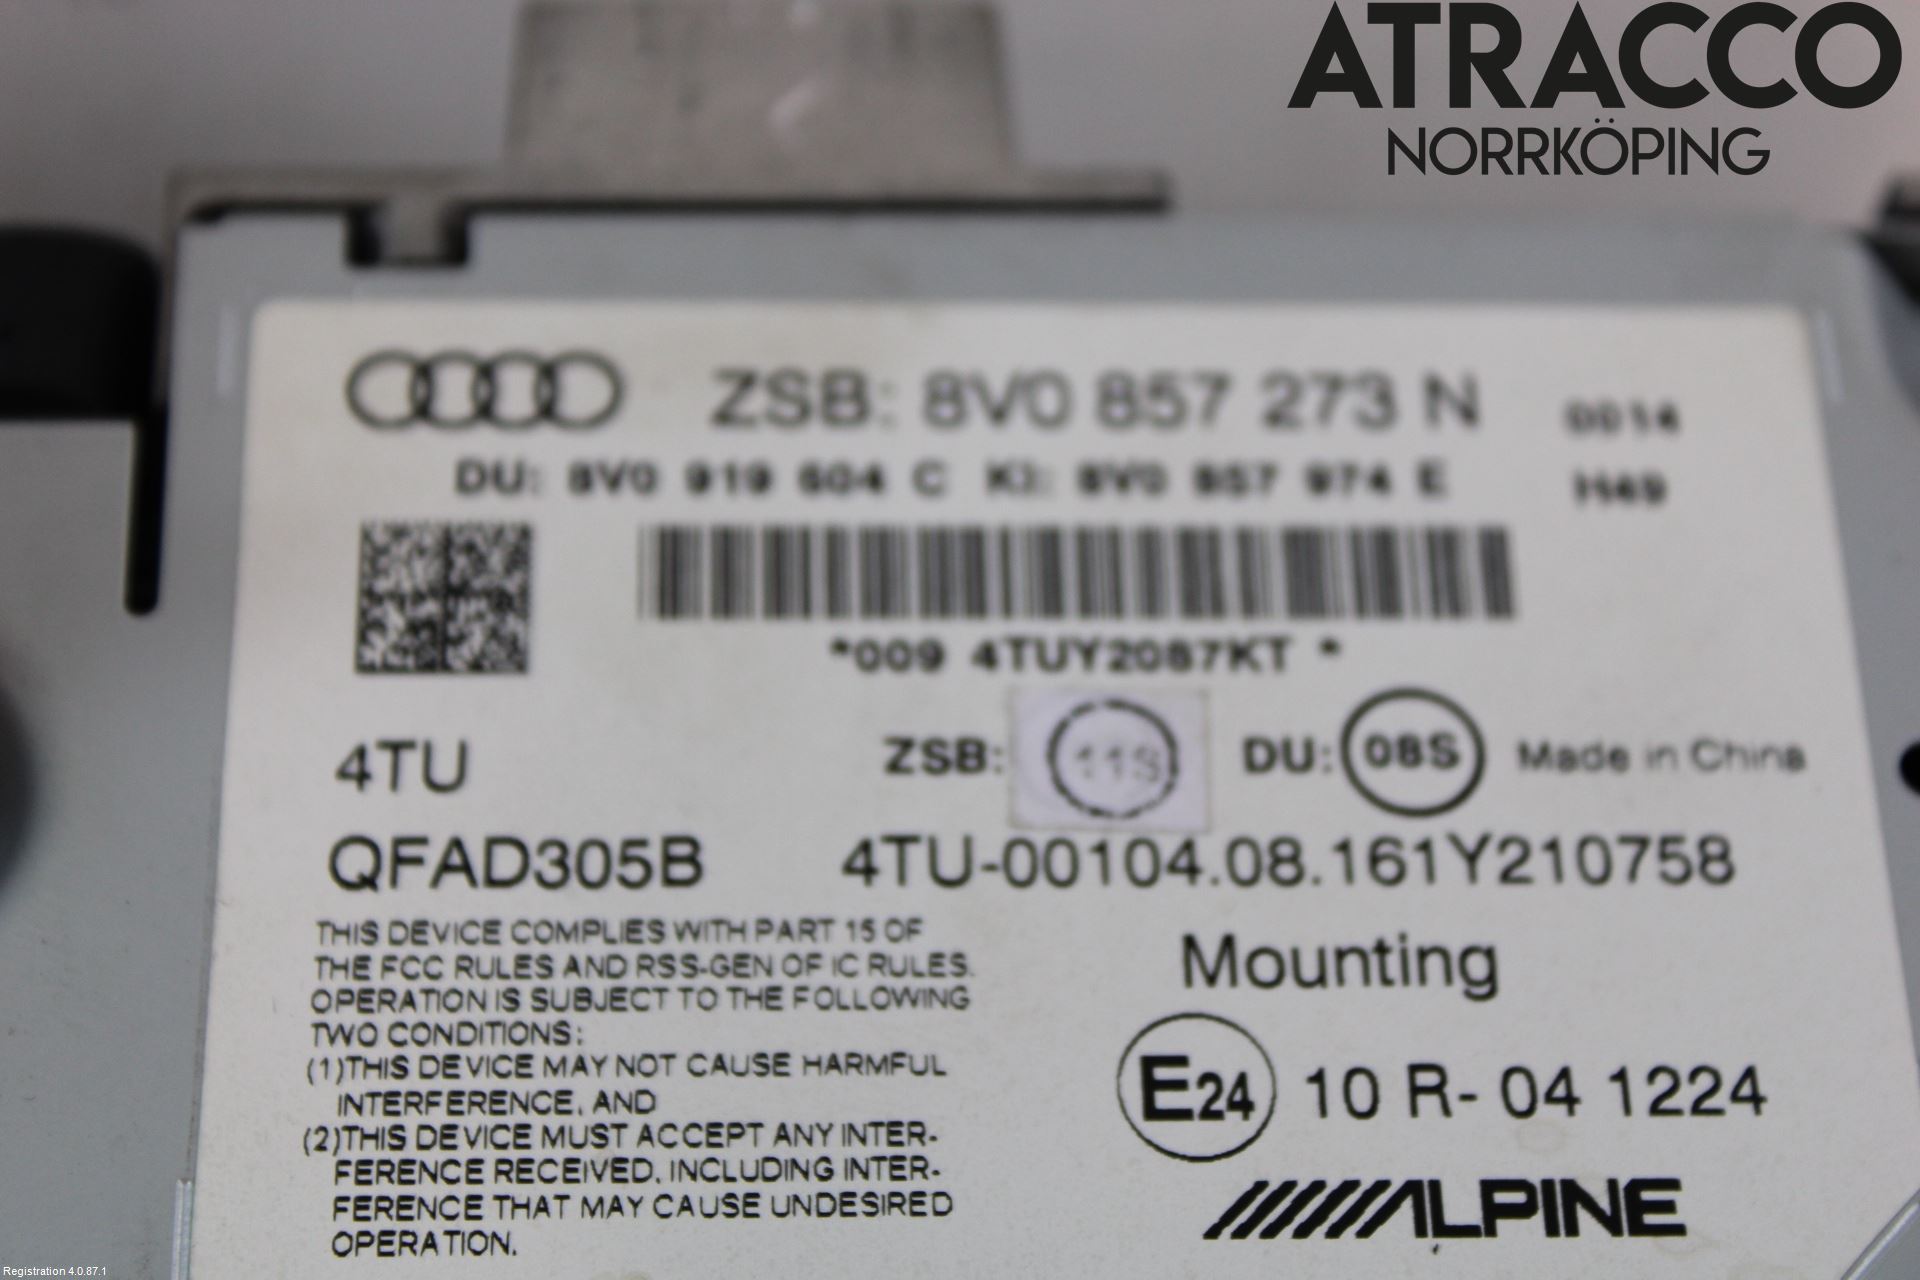 ATRACCO
NORRKÖPING
ZSB: 8V0 857 273 N 0014
DU: 8V0 919 604 C KI: 8V0 857 974 E H49
*009 4TUY2087KT *
4TU ZSB: 11S DU: 08S Made in China
QFAD305B 4TU-00104.08.161Y210758
THIS DEVICE COMPLIES WITH PART 15 OF
THE FCC RULES AND RSS-GEN OF IC RULES.
OPERATION IS SUBJECT TO THE FOLLOWING
TWO CONDITIONS:
(1)THIS DEVICE MAY NOT CAUSE HARMFUL
INTERFERENCE, AND
(2)THIS DEVICE MUST ACCEPT ANY INTER-
FERENCE RECEIVED, INCLUDING INTER-
FERENCE THAT MAY CAUSE UNDESIRED
OPERATION.
Mounting
E24 10 R- 04 1224
ALPINE
Registration 4.0.87.1